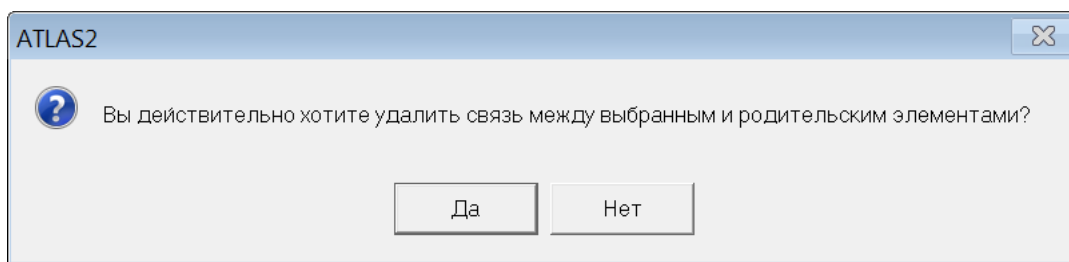 ATLAS2
Вы действительно хотите удалить связь между выбранным и родительским элементами?
Да
Нет